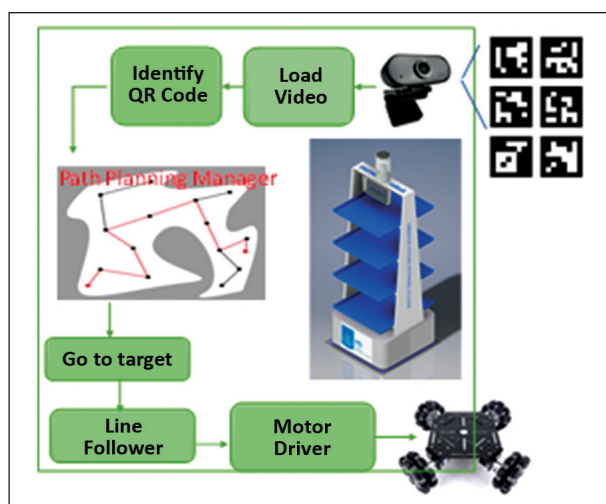 Identify
QR Code
Load
Video
Path Planning Manager
Go to target
Line
Follower
Motor
Driver